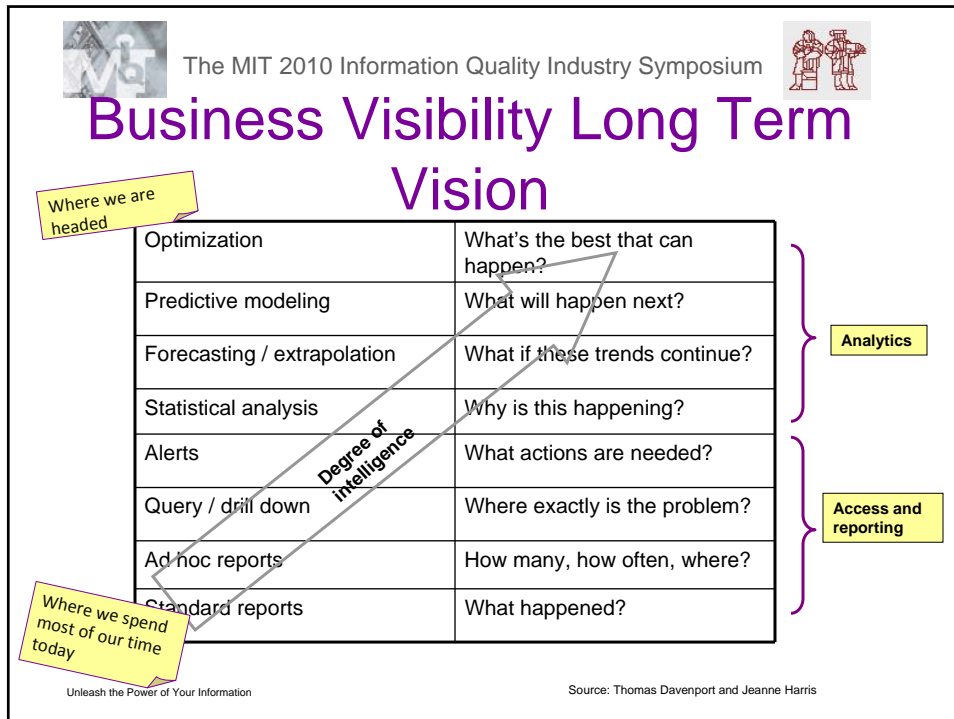 The MIT 2010 Information Quality Industry Symposium
Business Visibility Long Term
Vision
Where we are
headed
Optimization
What's the best that can
happen?
Predictive modeling
What will happen next?
Forecasting / extrapolation
What if these trends continue?
Statistical analysis
Why is this happening?
Analytics
Degree of
intelligence
Alerts
What actions are needed?
Query / drill down
Where exactly is the problem?
Ad hoc reports
How many, how often, where?
Standard reports
What happened?
Access and
reporting
Where we spend
most of our time
today
Unleash the Power of Your Information
Source: Thomas Davenport and Jeanne Harris